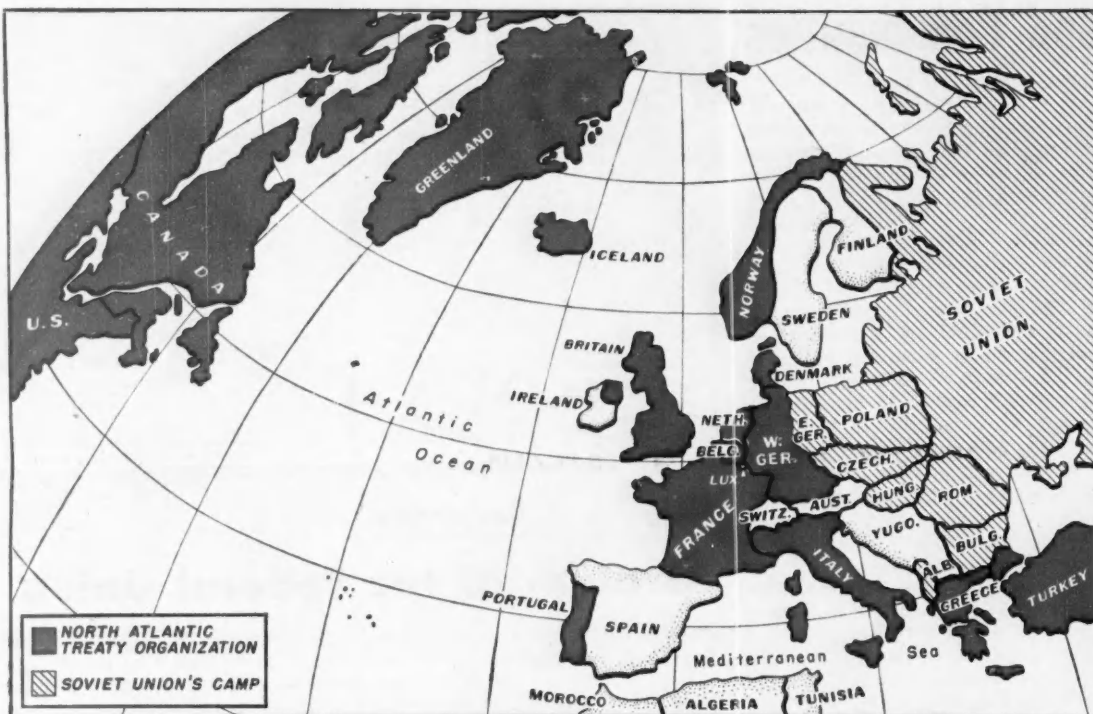 CANADA
U.S.
GREENLAND
ICELAND
NORWAY
FINLAND
SWEDEN
SOVIET
UNION
BRITAIN
IRELAND
DENMARK
Atlantic
Ocean
NETH.
BELG.
LUX.
W.
GER.
E.
GER.
POLAND
CZECH.
FRANCE
SWITZ.
AUST.
HUNG.
ROM.
YUGO.
BULG.
ALB.
ITALY
GREECE
TURKEY
PORTUGAL
SPAIN
Mediterranean
Sea
MOROCCO
ALGERIA
TUNISIA
NORTH ATLANTIC
TREATY ORGANIZATION
SOVIET UNION'S CAMP